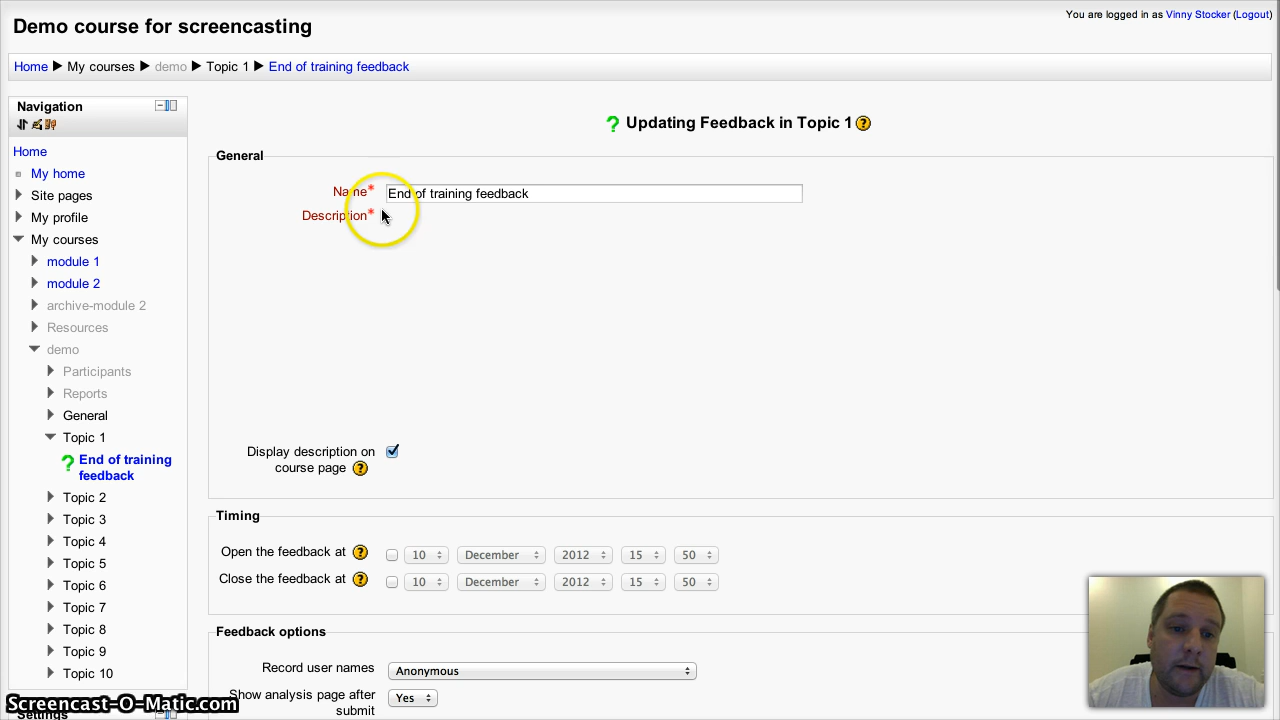 Demo course for screencasting
You are logged in as Vinny Stocker (Logout)
Home ► My courses ► demo ► Topic 1 ► End of training feedback
Navigation
Home
My home
Site pages
My profile
My courses
module 1
module 2
archive-module 2
Resources
demo
Participants
Reports
General
Topic 1
End of training
feedback
Topic 2
Topic 3
Topic 4
Topic 5
Topic 6
Topic 7
Topic 8
Topic 9
Topic 10
Settings
Updating Feedback in Topic 1
General
Name* End of training feedback
Description*
Display description on
course page
Timing
Open the feedback at 10 December 2012 15 50
Close the feedback at 10 December 2012 15 50
Feedback options
Record user names Anonymous
Show analysis page after
submit Yes
Screencast-O-Matic.com